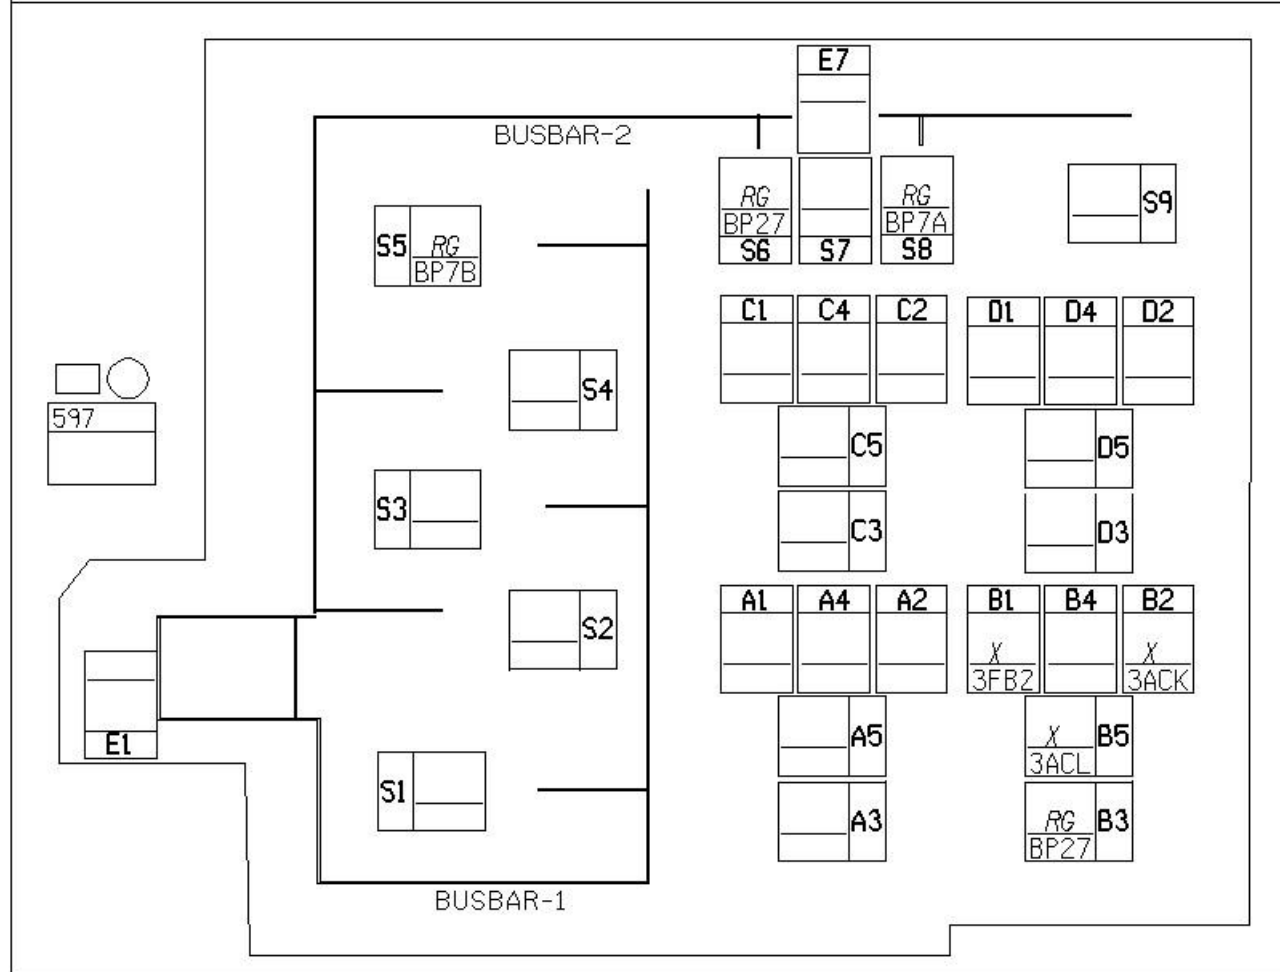 E7
BUSBAR-2
RG
BP27
S6
S7
RG
BP7A
S8
S9
S5
RG
BP7B
C1
C4
C2
D1
D4
D2
S4
597
C5
D5
S3
C3
D3
A1
A4
A2
B1
X
3FB2
B4
B2
X
3ACK
S2
E1
A5
X
3ACL
B5
S1
A3
RG
BP27
B3
BUSBAR-1